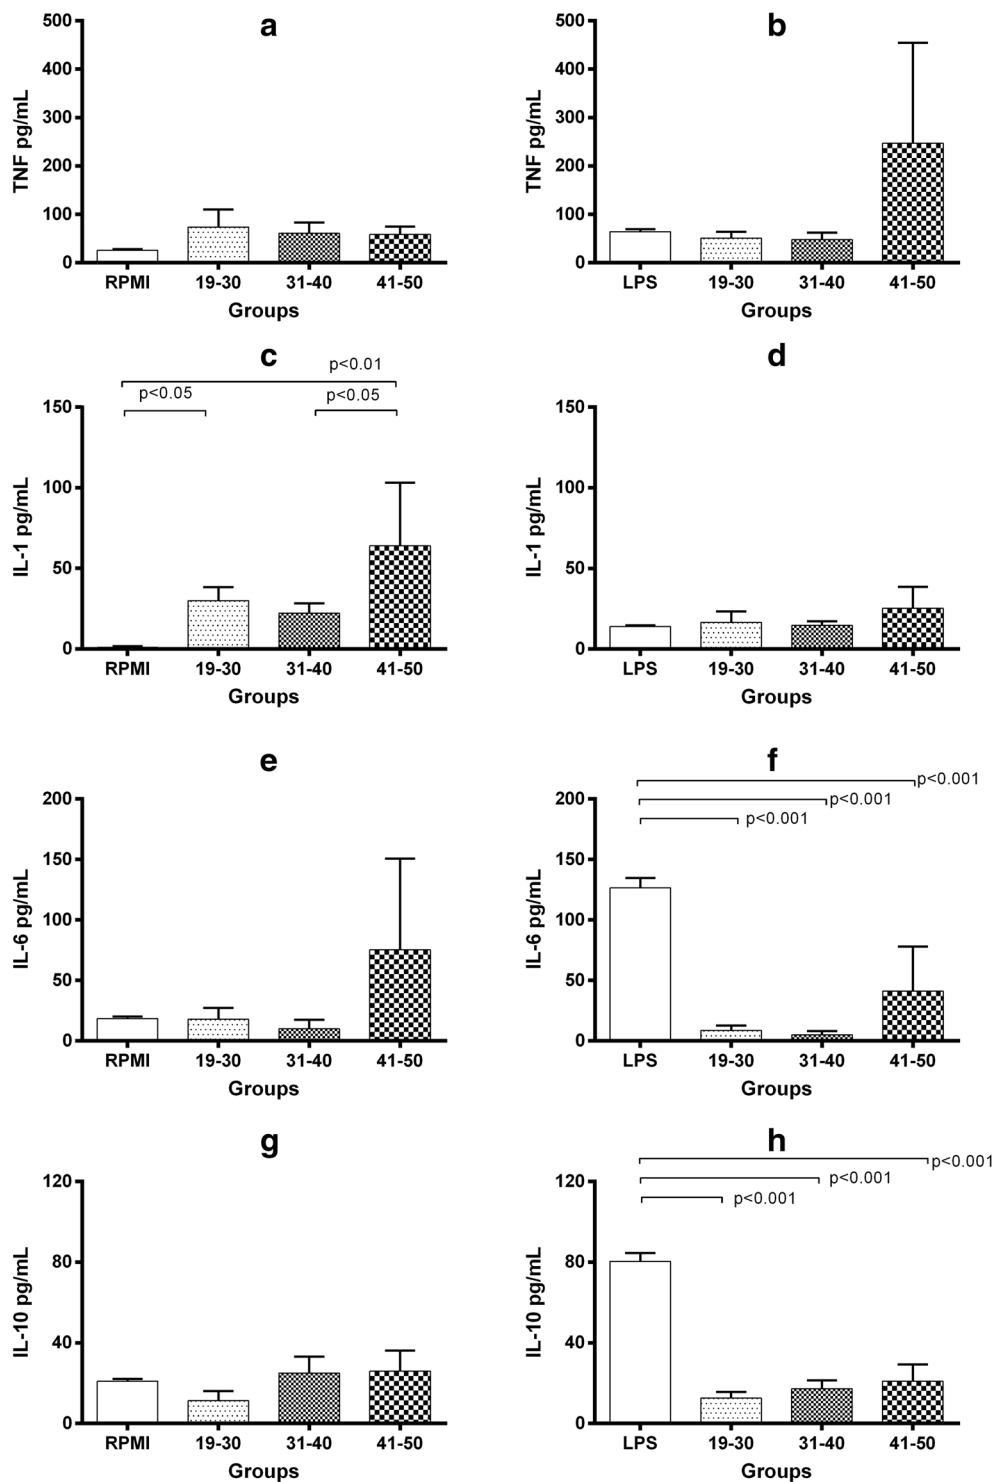 a
500
400
300
200
100
0
TNF pg/mL
RPMI 19-30 31-40 41-50
Groups
b
500
400
300
200
100
0
TNF pg/mL
LPS 19-30 31-40 41-50
Groups
c
p<0.01
p<0.05 p<0.05
150
100
50
0
IL-1 pg/mL
RPMI 19-30 31-40 41-50
Groups
d
150
100
50
0
IL-1 pg/mL
LPS 19-30 31-40 41-50
Groups
e
200
150
100
50
0
IL-6 pg/mL
RPMI 19-30 31-40 41-50
Groups
f
p<0.001
p<0.001
p<0.001
200
150
100
50
0
IL-6 pg/mL
LPS 19-30 31-40 41-50
Groups
g
120
80
40
0
IL-10 pg/mL
RPMI 19-30 31-40 41-50
Groups
h
p<0.001
p<0.001
p<0.001
120
80
40
0
IL-10 pg/mL
LPS 19-30 31-40 41-50
Groups